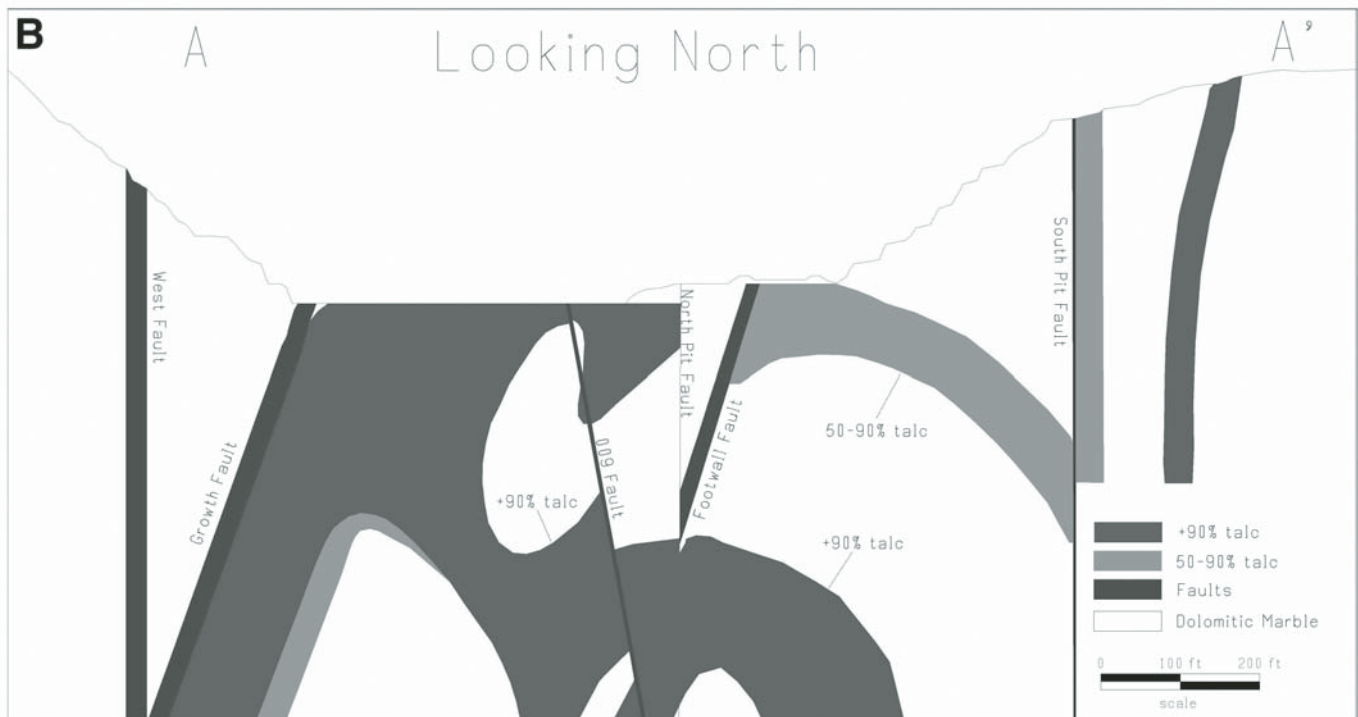 B
A
Looking North
A'
West Fault
Growth Fault
009 Fault
North Pit Fault
Footwall Fault
South Pit Fault
50-90% talc
+90% talc
+90% talc
+90% talc
50-90% talc
Faults
Dolomitic Marble
0 100 ft 200 ft
scale